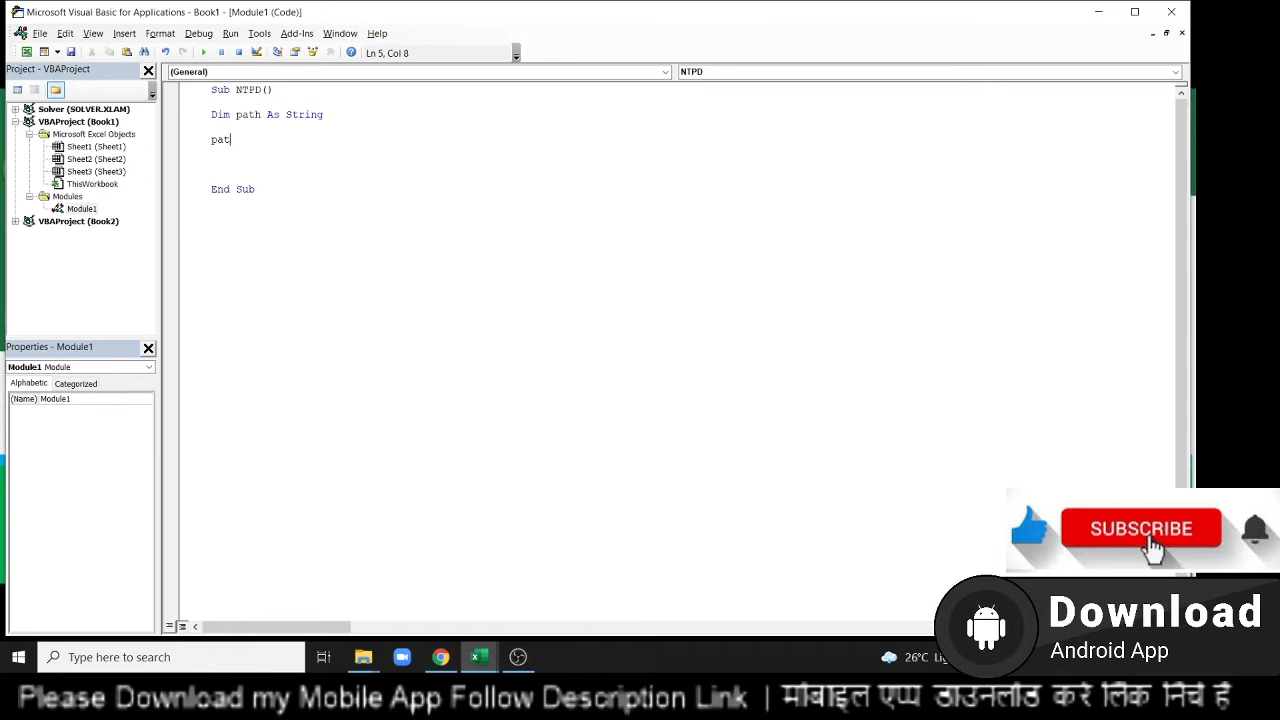 Microsoft Visual Basic for Applications - Book1 - [Module1 (Code)]
File Edit View Insert Format Debug Run Tools Add-Ins Window Help
Ln 5, Col 8
Project - VBAProject
(General)
NTPD
Solver (SOLVER.XLAM)
VBAProject (Book1)
Microsoft Excel Objects
Sheet1 (Sheet1)
Sheet2 (Sheet2)
Sheet3 (Sheet3)
ThisWorkbook
Modules
Module1
VBAProject (Book2)
Sub NTPD()
Dim path As String
pat
End Sub
Properties - Module1
Module1 Module
Alphabetic Categorized
(Name) Module1
SUBSCRIBE
Download
Android App
Type here to search
26°C
Please Download my Mobile App Follow Description Link | मोबाइल एप्प डाउनलोड करे लिंक निचे है